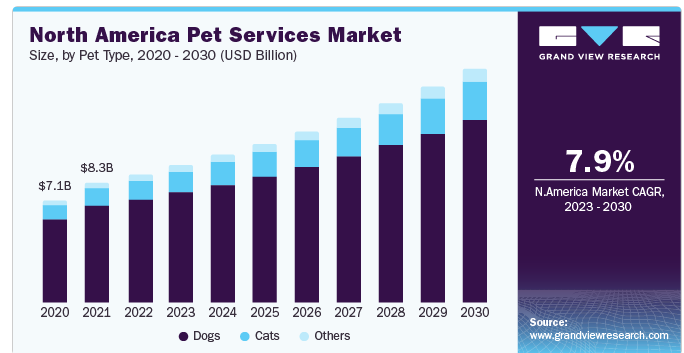 North America Pet Services Market
Size, by Pet Type, 2020 - 2030 (USD Billion)
GRAND VIEW RESEARCH
$7.1B
$8.3B
7.9%
N.America Market CAGR,
2023 - 2030
2020 2021 2022 2023 2024 2025 2026 2027 2028 2029 2030
Dogs Cats Others
Source:
www.grandviewresearch.com